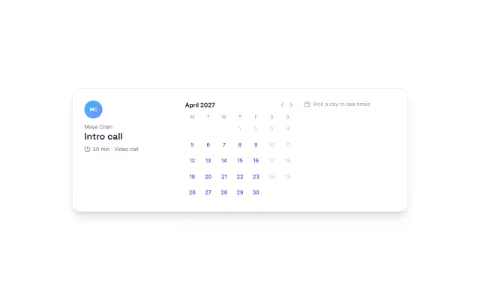 MC
Maya Chen
Intro call
30 min · Video call
April 2027
M T W T F S S
1 2 3 4
5 6 7 8 9 10 11
12 13 14 15 16 17 18
19 20 21 22 23 24 25
26 27 28 29 30
Pick a day to see times